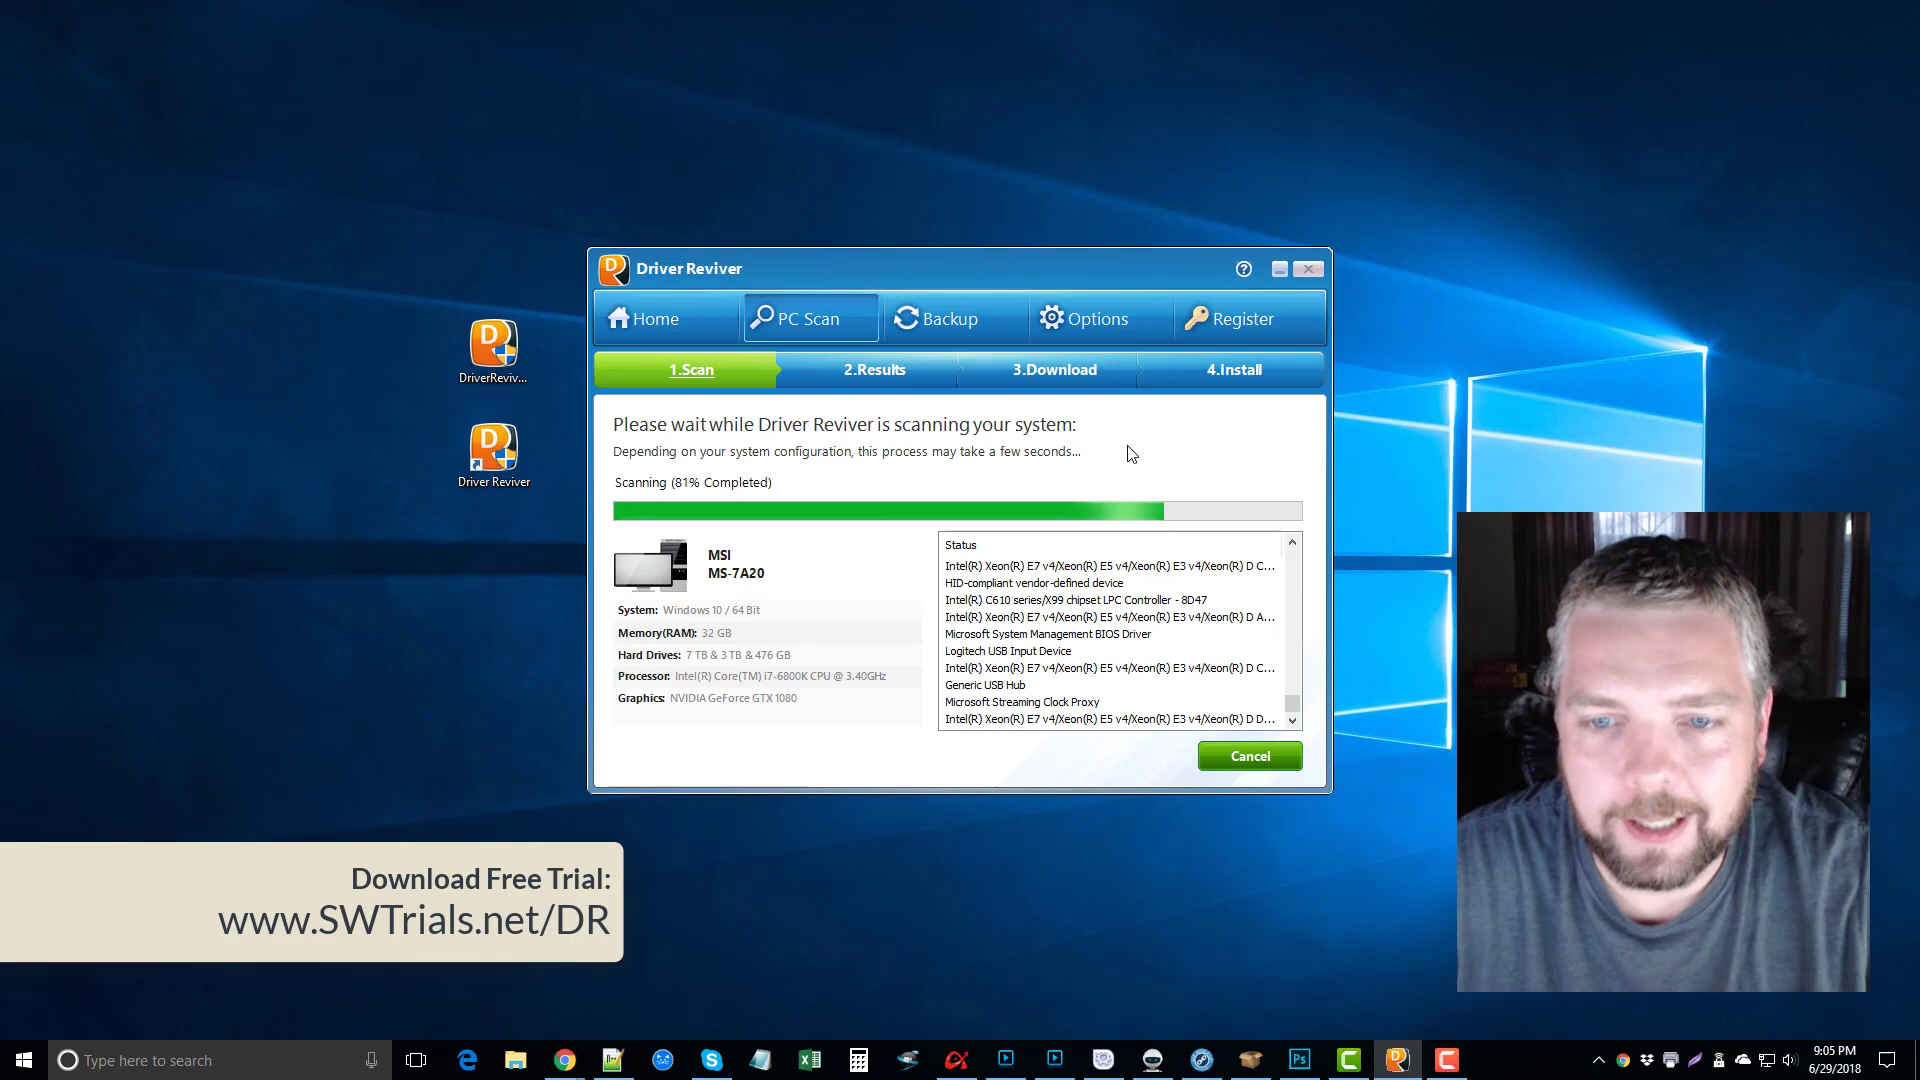 Driver Reviver
?
Home
PC Scan
Backup
Options
Register
1.Scan
2.Results
3.Download
4.Install
Please wait while Driver Reviver is scanning your system:
Depending on your system configuration, this process may take a few seconds...
Scanning (81% Completed)
MSI
MS-7A20
System: Windows 10 / 64 Bit
Memory(RAM): 32 GB
Hard Drives: 7 TB & 3 TB & 476 GB
Processor: Intel(R) Core(TM) i7-6800K CPU @ 3.40GHz
Graphics: NVIDIA GeForce GTX 1080
Status
Intel(R) Xeon(R) E7 v4/Xeon(R) E5 v4/Xeon(R) E3 v4/Xeon(R) D C...
HID-compliant vendor-defined device
Intel(R) C610 series/X99 chipset LPC Controller - 8D47
Intel(R) Xeon(R) E7 v4/Xeon(R) E5 v4/Xeon(R) E3 v4/Xeon(R) D A...
Microsoft System Management BIOS Driver
Logitech USB Input Device
Intel(R) Xeon(R) E7 v4/Xeon(R) E5 v4/Xeon(R) E3 v4/Xeon(R) D C...
Generic USB Hub
Microsoft Streaming Clock Proxy
Intel(R) Xeon(R) E7 v4/Xeon(R) E5 v4/Xeon(R) E3 v4/Xeon(R) D D...
Cancel
DriverReviv...
Driver Reviver
Download Free Trial:
www.SWTrials.net/DR
Type here to search
Ps
9:05 PM
6/29/2018